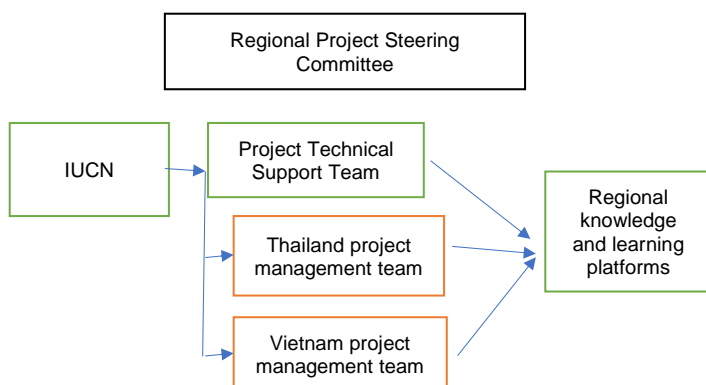 Regional Project Steering
Committee
IUCN
Project Technical
Support Team
Thailand project
management team
Vietnam project
management team
Regional
knowledge
and learning
platforms